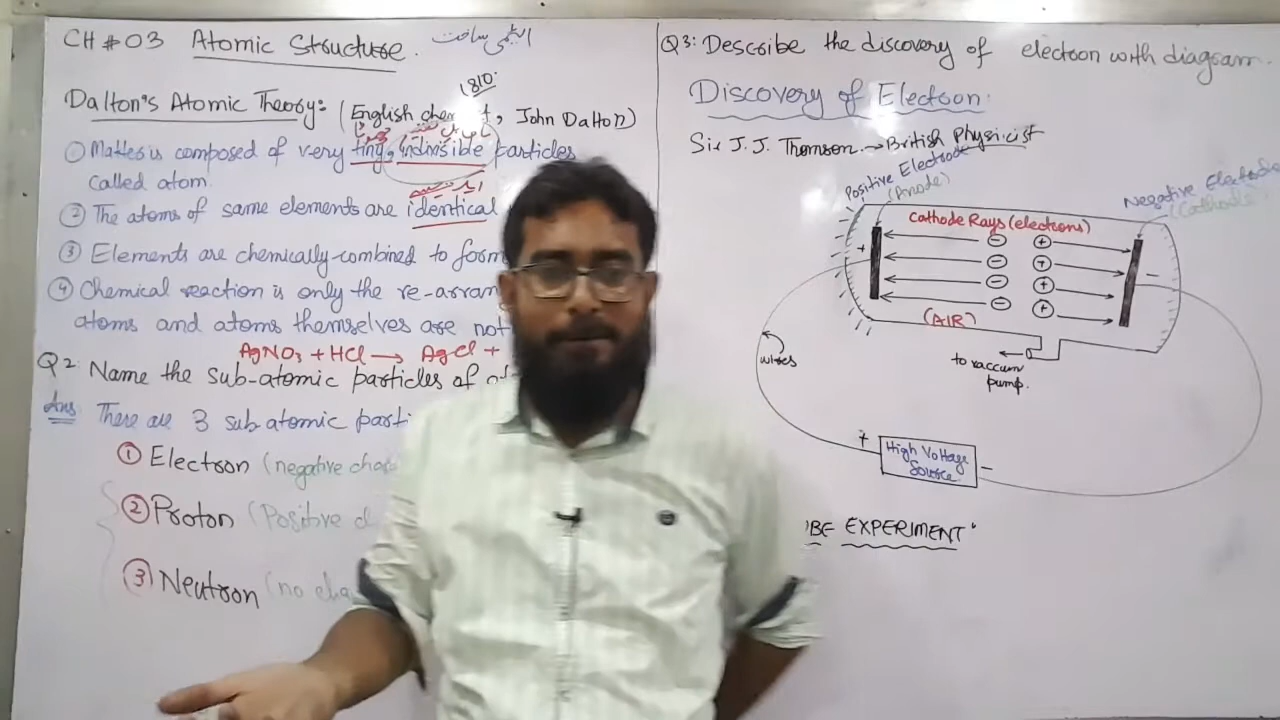 CH # 03 Atomic Structure.
1810.
Dalton's Atomic Theory: (English che t, John Dalton)
① Matter is composed of very tiny, indivisible particles
called atom.
② The atoms of same elements are identical
③ Elements are chemically combined to form
④ Chemical reaction is only the re-arran
atoms and atoms themselves are not
AgNO3 + HCl → AgCl +
Q2: Name the sub-atomic particles of
Ans: There are 3 sub atomic parti
① Electron (negative cha
② Proton (Positive
③ Neutron (no cha
Q3: Describe the discovery of electron with diagram.
Discovery of Electron:
Sir J.J. Thomson → British Physicist
Positive Electrode
(Anode)
Negative Electrode
(Cathode)
Cathode Rays (electrons)
+ ⊖ ⊕ −
⊖ ⊕
⊖ ⊕
⊖ ⊕
(AIR)
to vaccum
pump.
wires
+ High Voltage −
Source
BE EXPERIMENT"